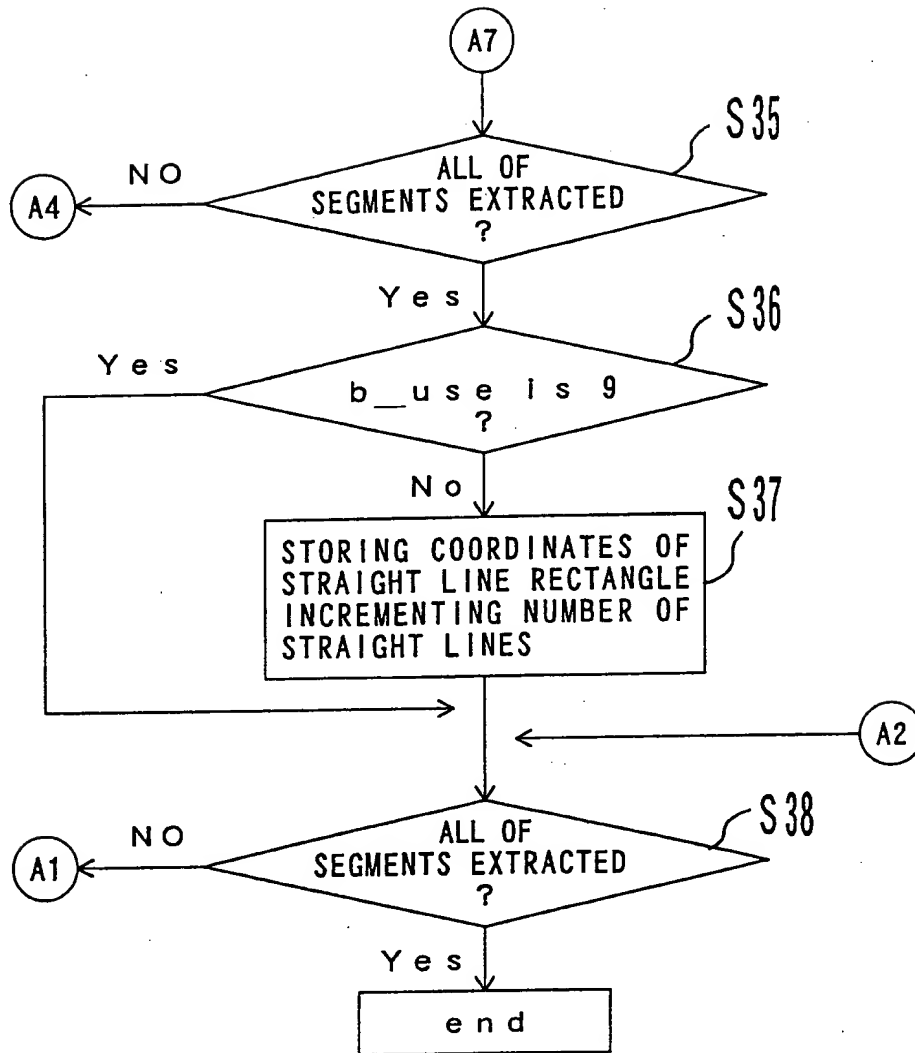 A7
S35
ALL OF
SEGMENTS EXTRACTED
?
NO
A4
Yes
S36
b_use is 9
?
Yes
No
S37
STORING COORDINATES OF
STRAIGHT LINE RECTANGLE
INCREMENTING NUMBER OF
STRAIGHT LINES
A2
S38
ALL OF
SEGMENTS EXTRACTED
?
NO
A1
Yes
end